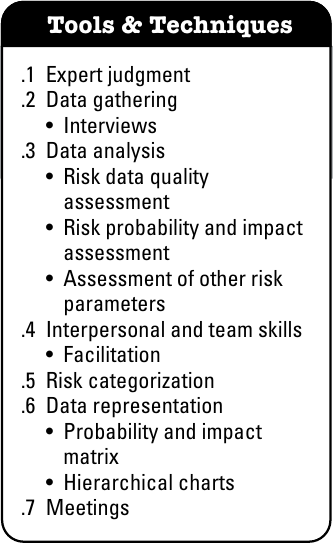 Tools & Techniques
.1 Expert judgment
.2 Data gathering
• Interviews
.3 Data analysis
• Risk data quality
assessment
• Risk probability and impact
assessment
• Assessment of other risk
parameters
.4 Interpersonal and team skills
• Facilitation
.5 Risk categorization
.6 Data representation
• Probability and impact
matrix
• Hierarchical charts
.7 Meetings